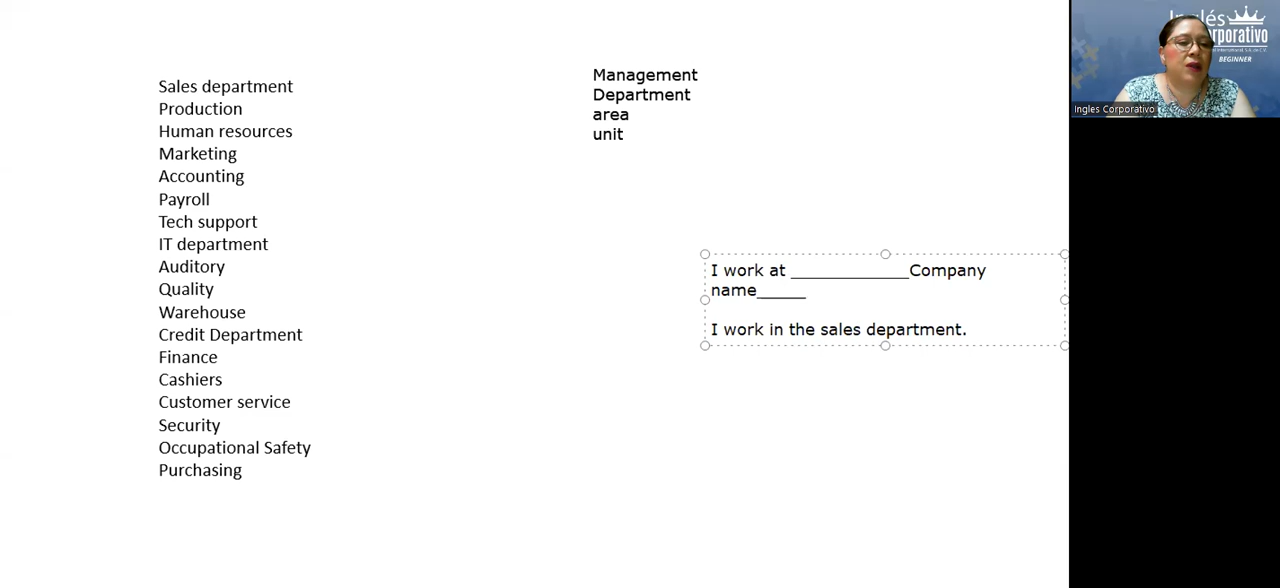 Sales department
Production
Human resources
Marketing
Accounting
Payroll
Tech support
IT department
Auditory
Quality
Warehouse
Credit Department
Finance
Cashiers
Customer service
Security
Occupational Safety
Purchasing
Management
Department
area
unit
I work at _____________Company
name_____
I work in the sales department.
Inglés
Corporativo
BEGINNER
Ingles Corporativo